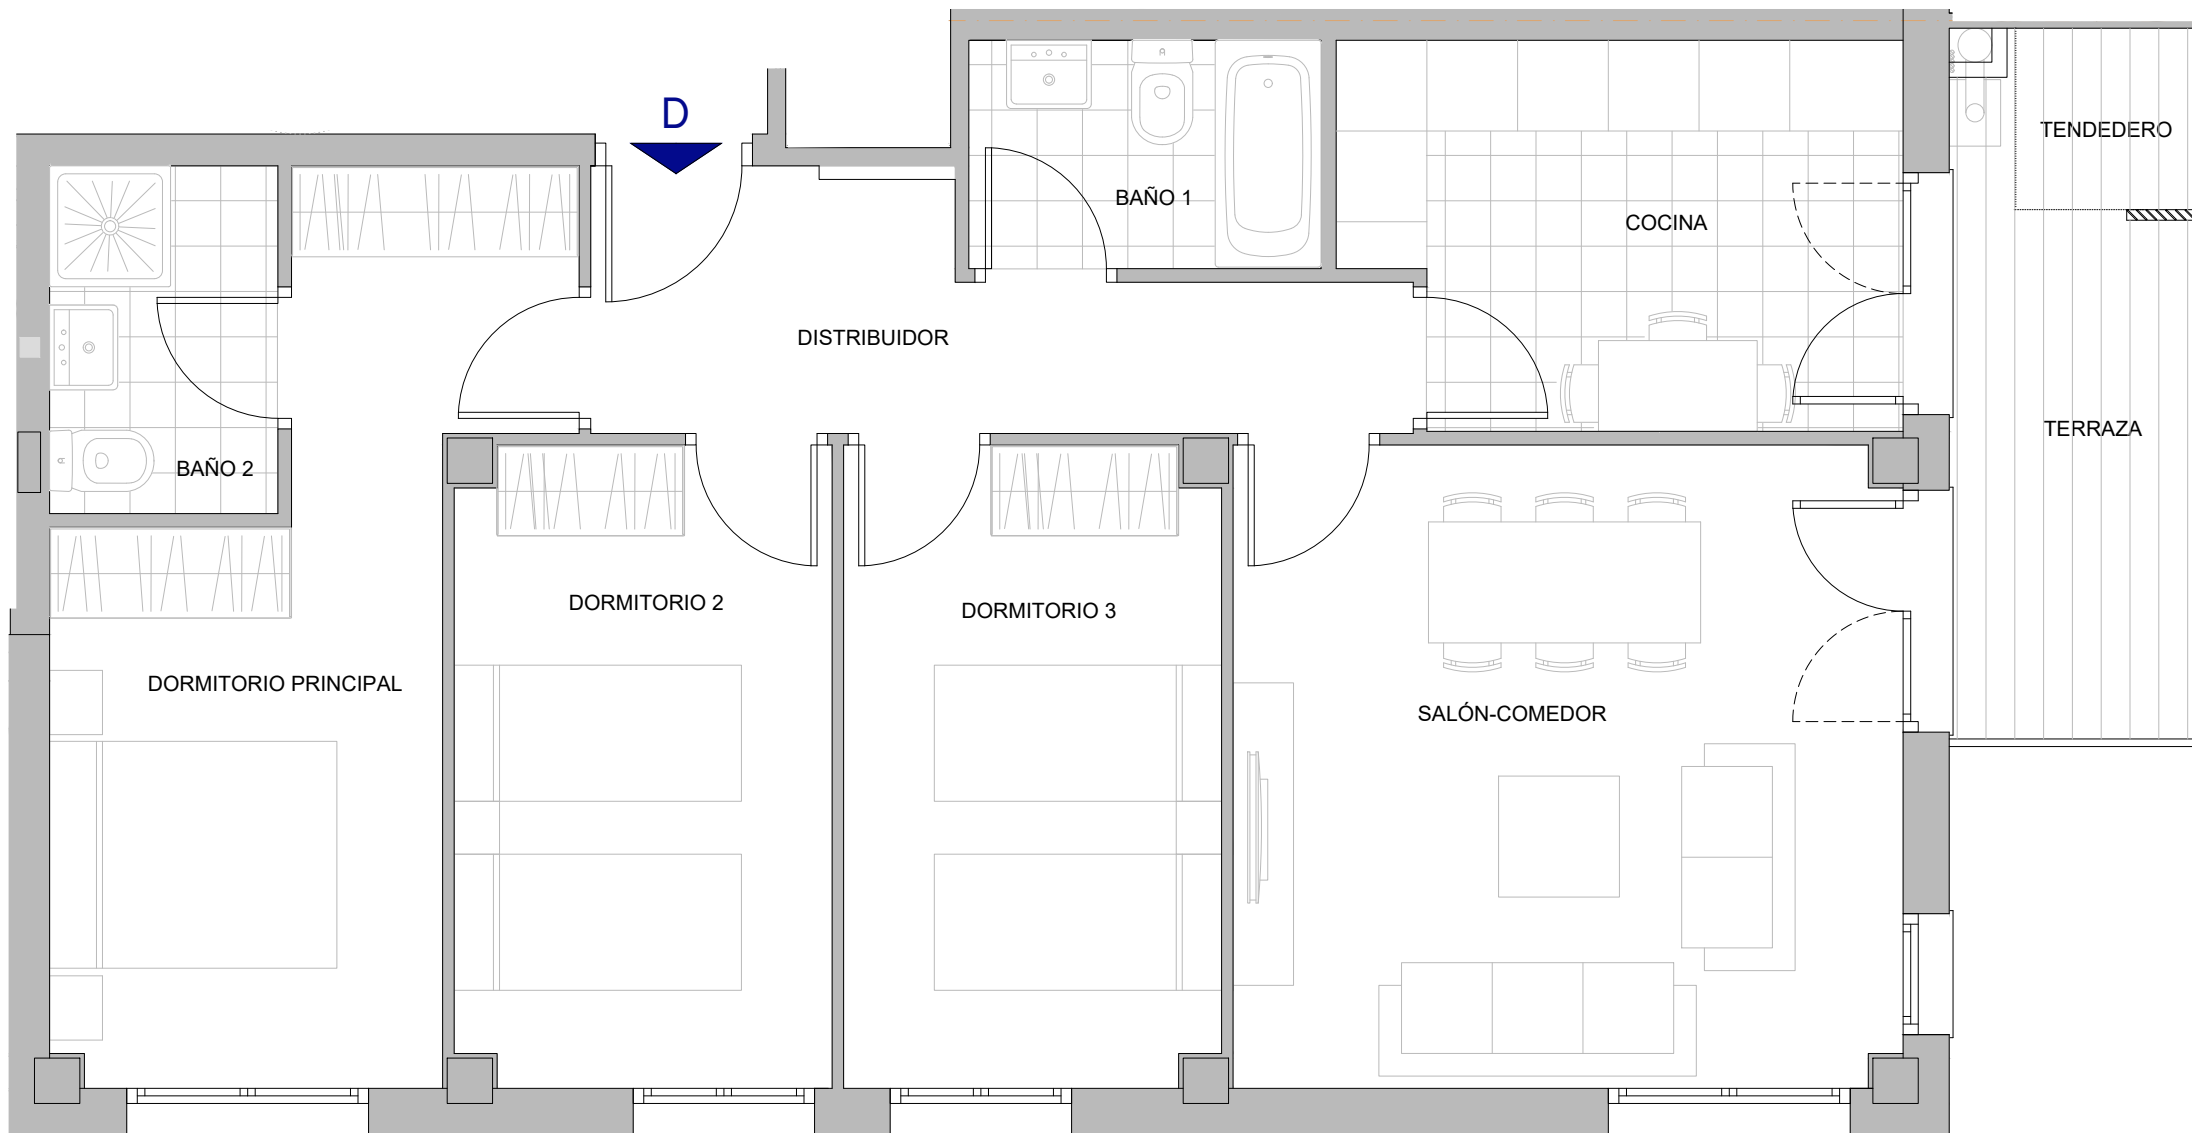 D
TENDEDERO
BAÑO 1
COCINA
DISTRIBUIDOR
TERRAZA
BAÑO 2
DORMITORIO 2
DORMITORIO 3
DORMITORIO PRINCIPAL
SALÓN-COMEDOR